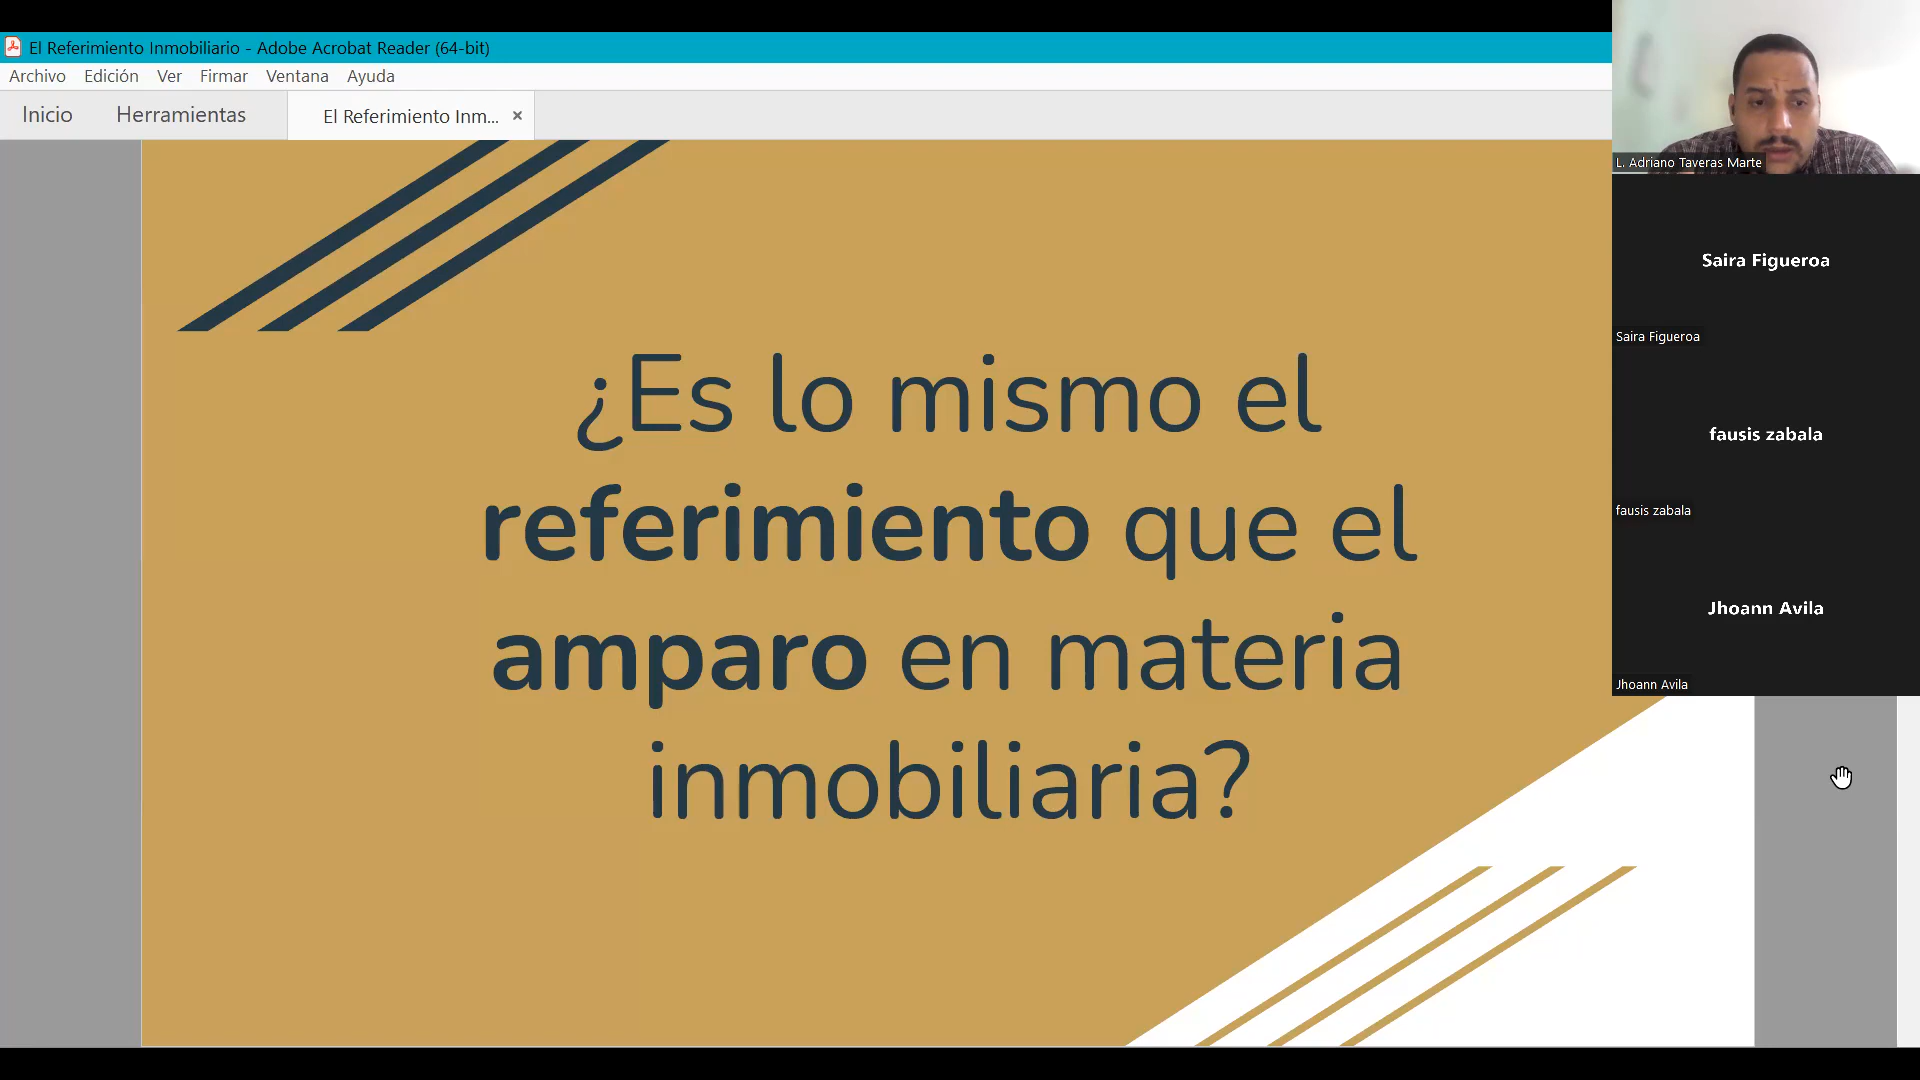 El Referimiento Inmobiliario - Adobe Acrobat Reader (64-bit)
Archivo Edición Ver Firmar Ventana Ayuda
Inicio Herramientas El Referimiento Inm... ×
¿Es lo mismo el
referimiento que el
amparo en materia
inmobiliaria?
L. Adriano Taveras Marte
Saira Figueroa
Saira Figueroa
fausis zabala
fausis zabala
Jhoann Avila
Jhoann Avila